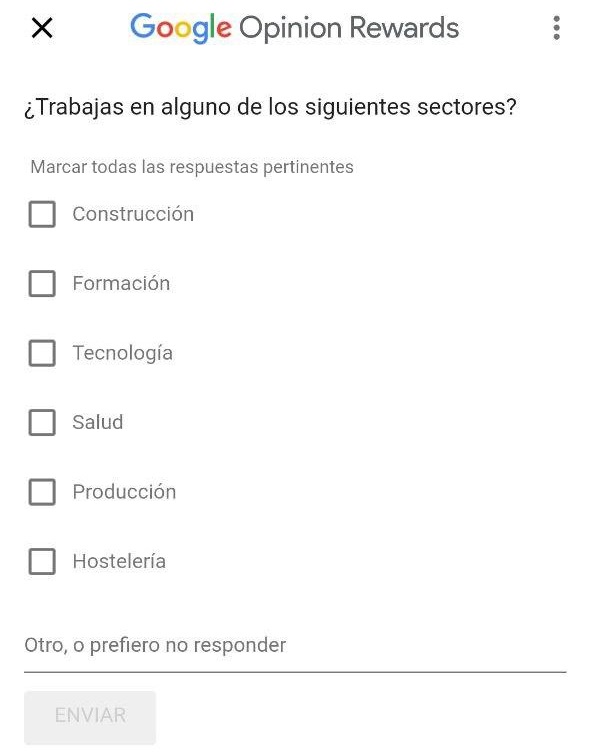 Google Opinion Rewards
¿Trabajas en alguno de los siguientes sectores?
Marcar todas las respuestas pertinentes
Construcción
Formación
Tecnología
Salud
Producción
Hostelería
Otro, o prefiero no responder
ENVIAR